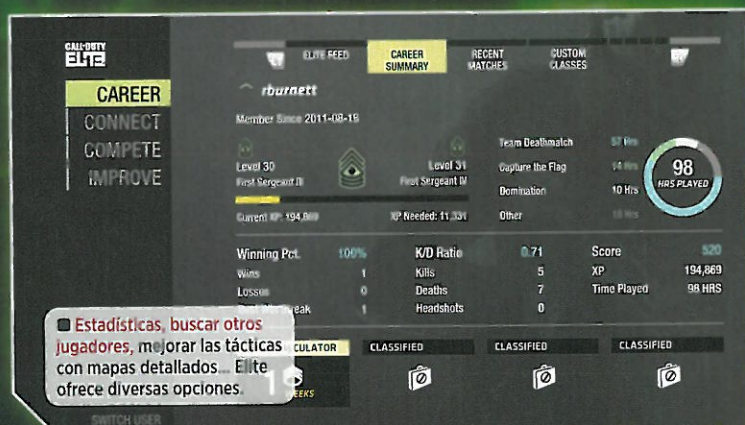 CALL·DUTY
ELITE
ELITE FEED
CAREER SUMMARY
RECENT MATCHES
CUSTOM CLASSES
CAREER
CONNECT
COMPETE
IMPROVE
rburnett
Member Since 2011-08-18
Level 30
First Sergeant III
Level 31
First Sergeant IV
Current XP: 194,869
XP Needed: 11,331
Team Deathmatch 57 Hrs
Capture the Flag 14 Hrs
Domination 10 Hrs
Other
98
HRS PLAYED
Winning Pct. 100%
Wins 1
Losses 0
1
K/D Ratio 0.71
Kills 5
Deaths 7
Headshots 0
Score 520
XP 194,869
Time Played 98 HRS
CLASSIFIED
CLASSIFIED
CLASSIFIED
Estadísticas, buscar otros
jugadores, mejorar las tácticas
con mapas detallados... Elite
ofrece diversas opciones.
SWITCH USER